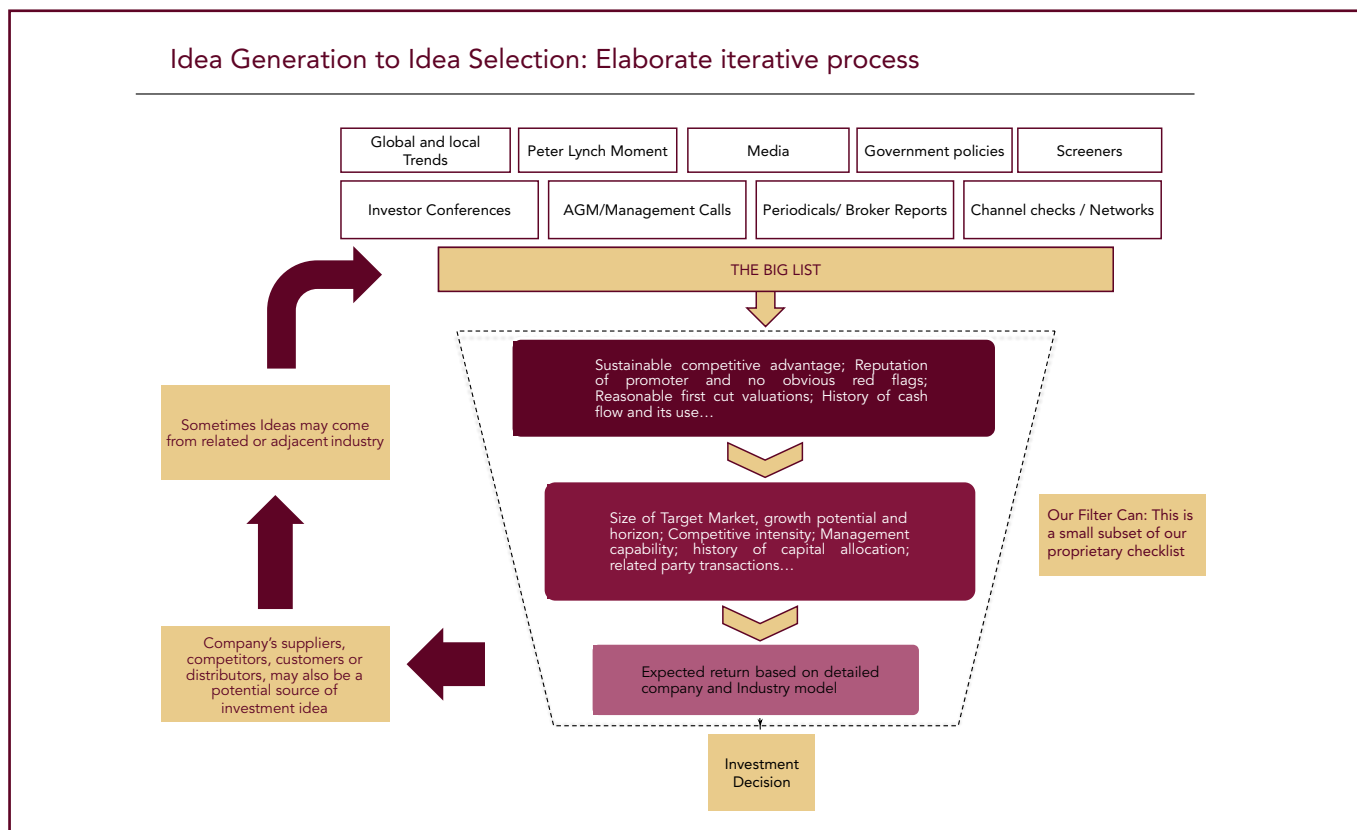 Idea Generation to Idea Selection: Elaborate iterative process
Global and local
Trends
Peter Lynch Moment
Media
Government policies
Screeners
Investor Conferences
AGM/Management Calls
Periodicals/ Broker Reports
Channel checks / Networks
THE BIG LIST
Sustainable competitive advantage; Reputation
of promoter and no obvious red flags;
Reasonable first cut valuations; History of cash
flow and its use…
Sometimes Ideas may come
from related or adjacent industry
Size of Target Market, growth potential and
horizon; Competitive intensity; Management
capability; history of capital allocation;
related party transactions…
Our Filter Can: This is
a small subset of our
proprietary checklist
Company’s suppliers,
competitors, customers or
distributors, may also be a
potential source of
investment idea
Expected return based on detailed
company and Industry model
Investment
Decision